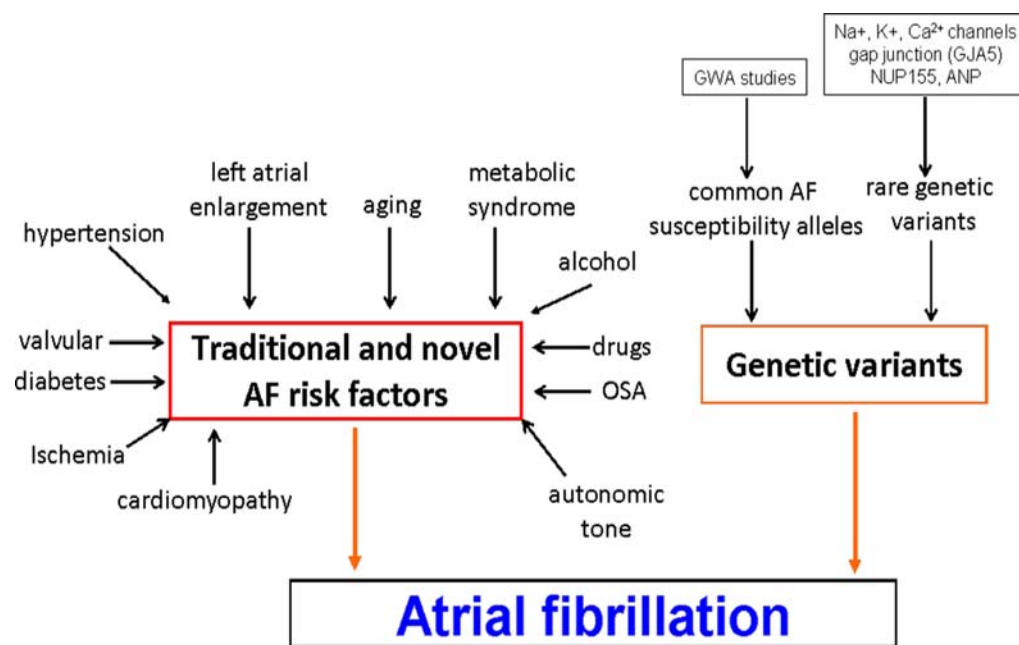 Na+, K+, Ca²⁺ channels
gap junction (GJA5)
NUP155, ANP
GWA studies
left atrial
enlargement
aging
metabolic
syndrome
common AF
susceptibility alleles
rare genetic
variants
hypertension
alcohol
valvular
diabetes
Ischemia
cardiomyopathy
Traditional and novel
AF risk factors
drugs
OSA
autonomic
tone
Genetic variants
Atrial fibrillation